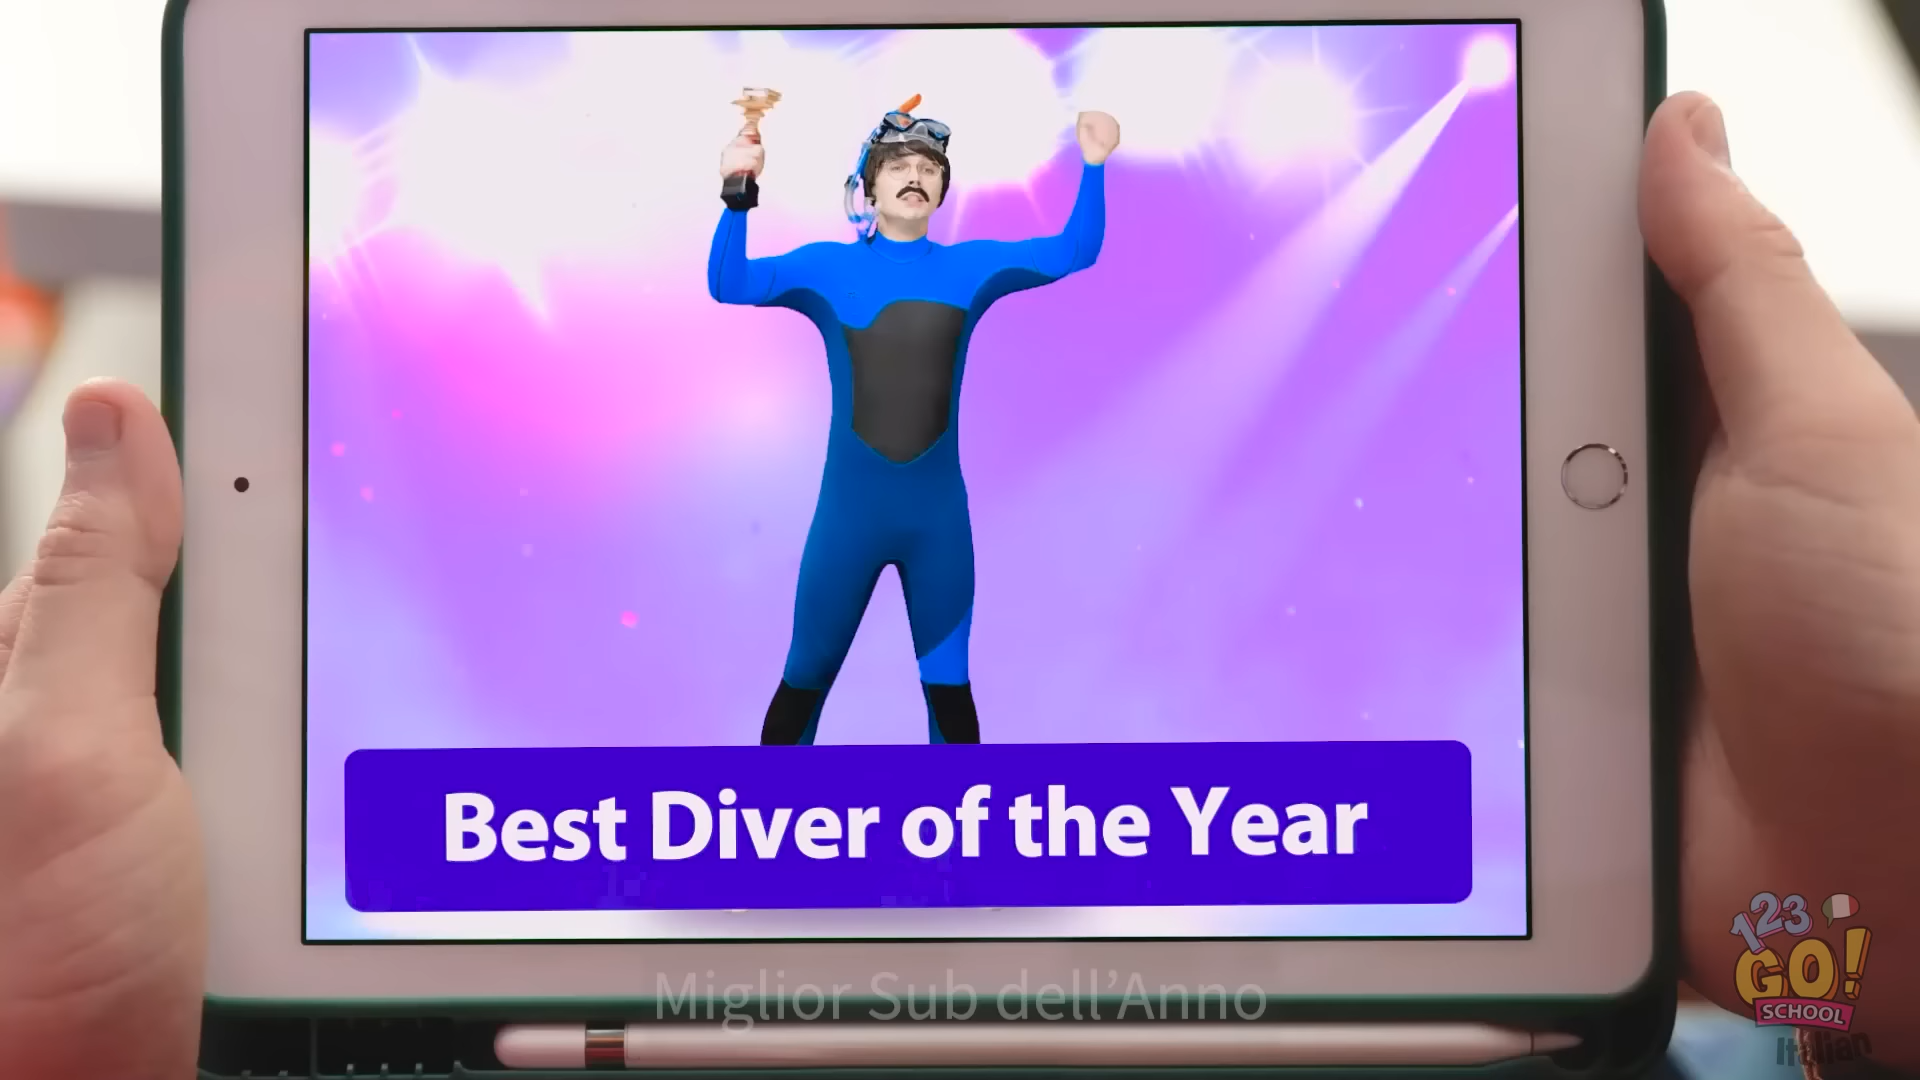 Best Diver of the Year
Miglior Sub dell'Anno
123
GO!
SCHOOL
Italian